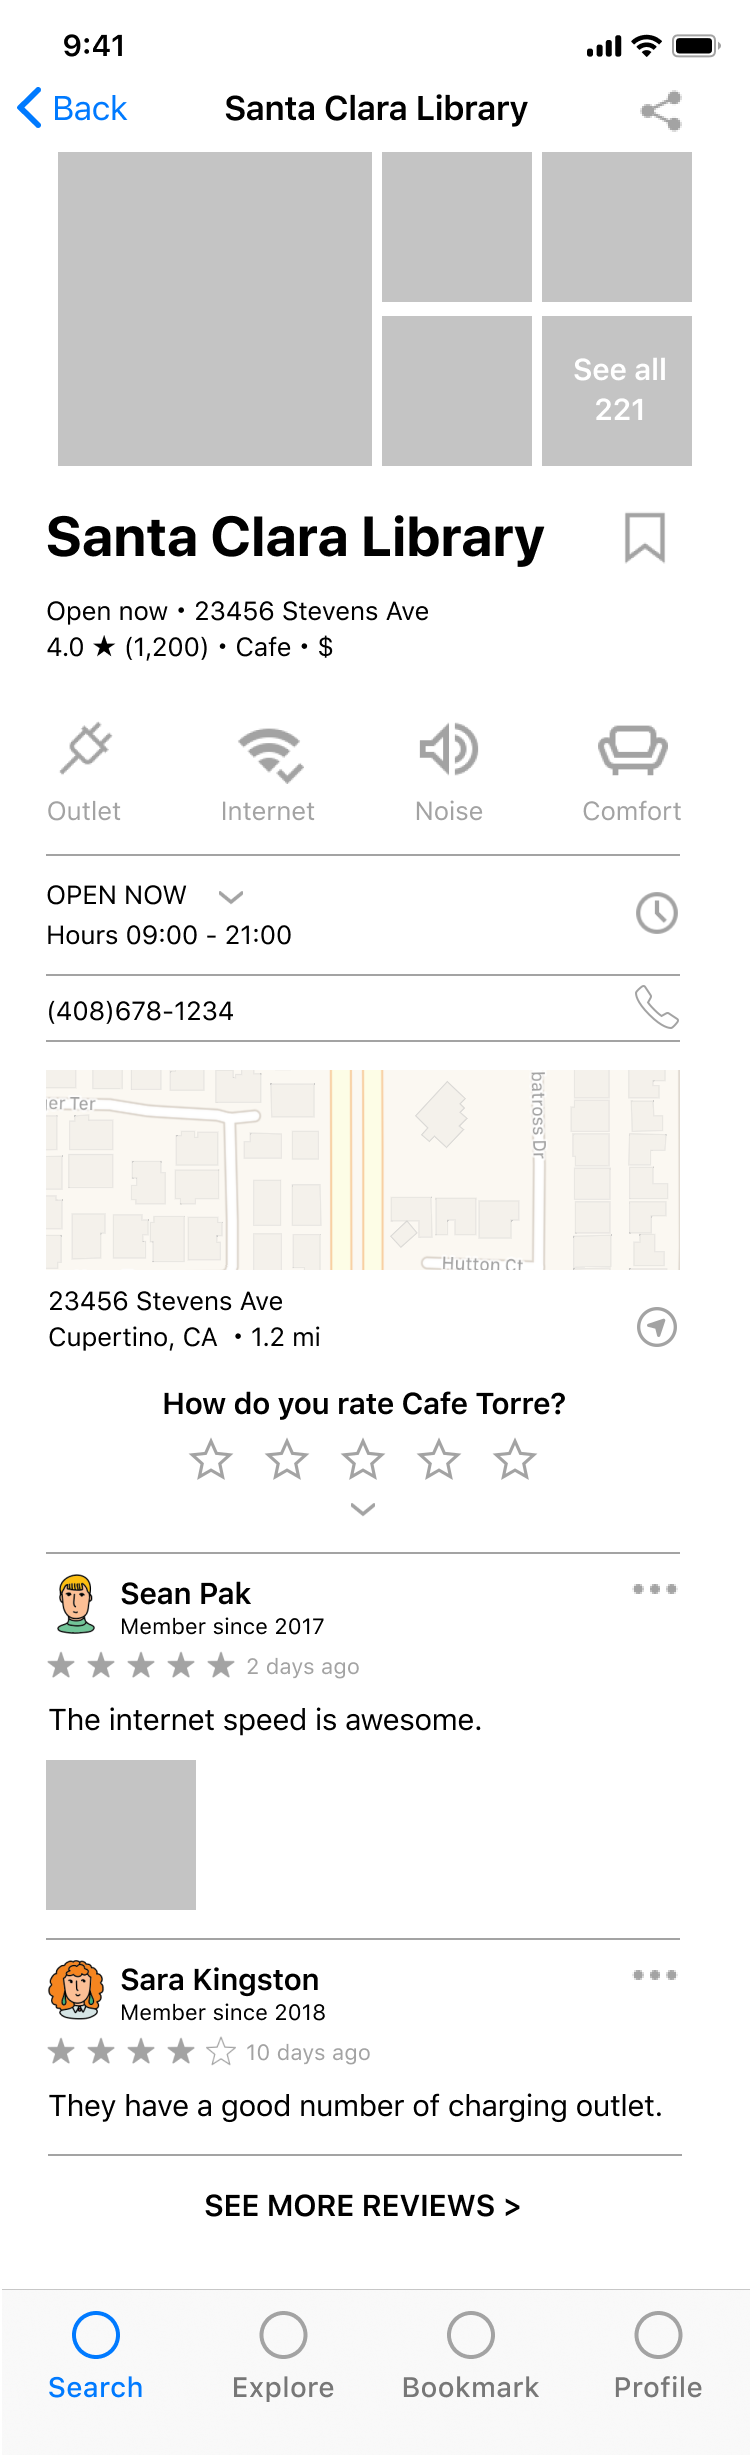 9:41
Back
Santa Clara Library
See all
221
Santa Clara Library
Open now • 23456 Stevens Ave
4.0 ★ (1,200) • Cafe • $
Outlet
Internet
Noise
Comfort
OPEN NOW
Hours 09:00 - 21:00
(408)678-1234
er Ter
batross Dr
Hutton Ct
23456 Stevens Ave
Cupertino, CA • 1.2 mi
How do you rate Cafe Torre?
Sean Pak
Member since 2017
2 days ago
The internet speed is awesome.
Sara Kingston
Member since 2018
10 days ago
They have a good number of charging outlet.
SEE MORE REVIEWS >
Search
Explore
Bookmark
Profile